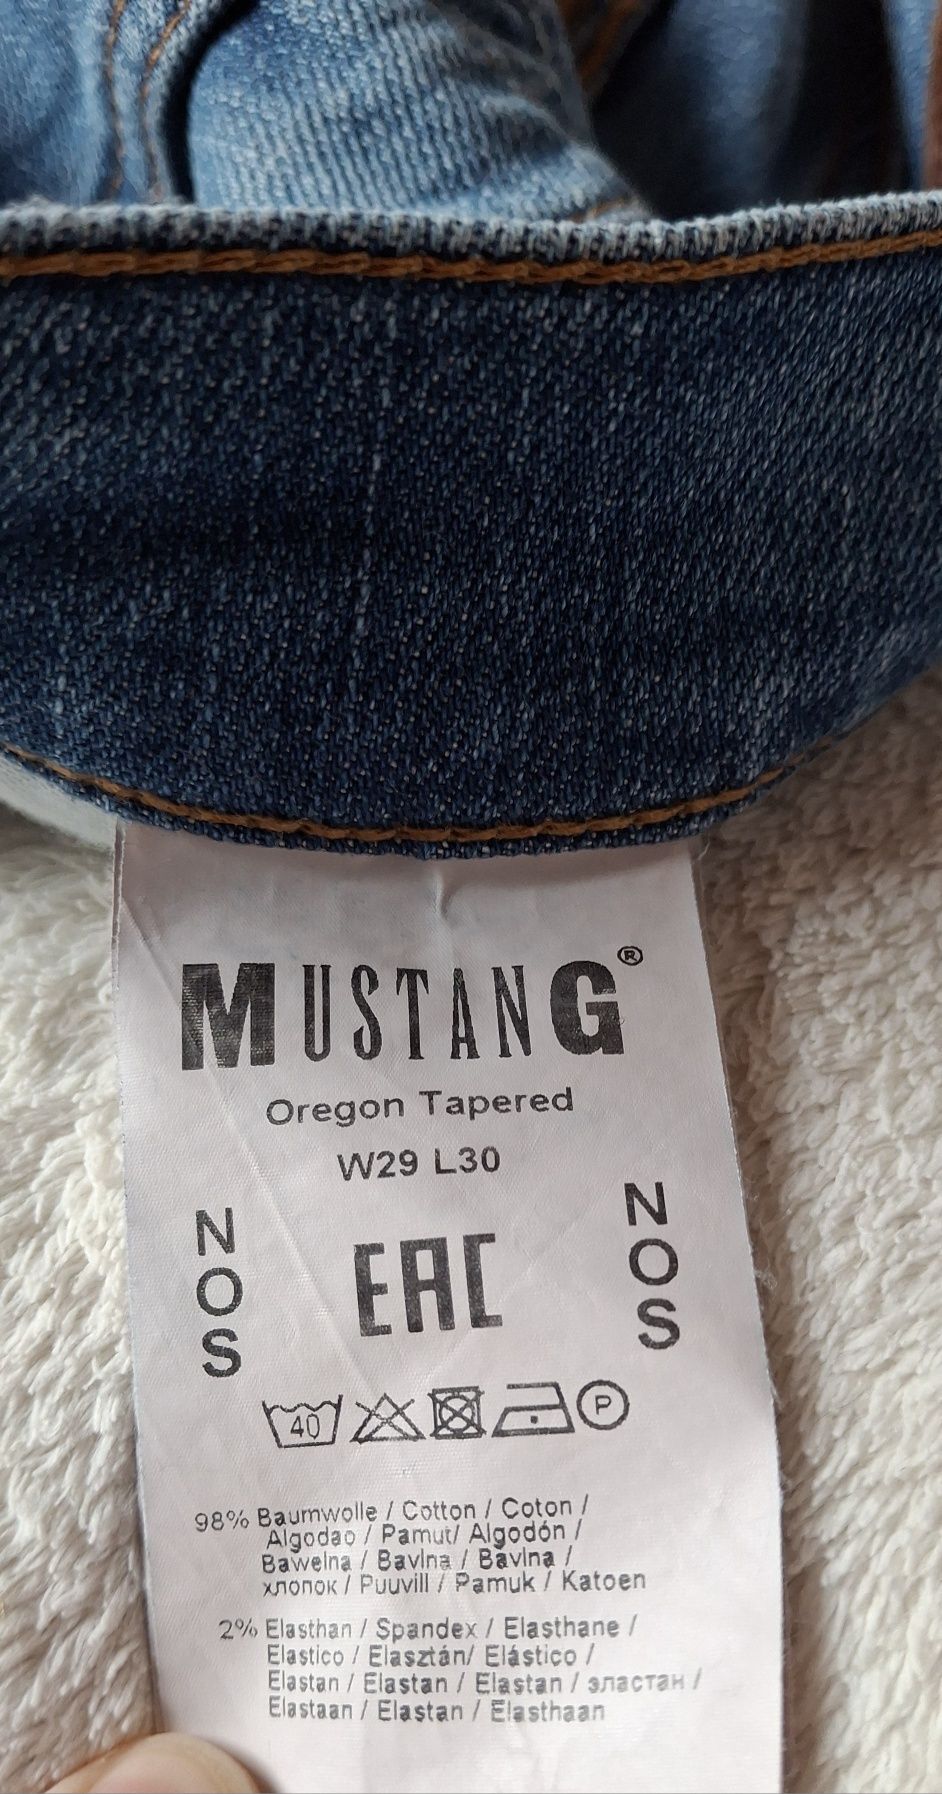 MUSTANG®
Oregon Tapered
W29 L30
NOS
EAC
NOS
40
P
98% Baumwolle / Cotton / Coton /
Algodao / Pamut/ Algodón /
Bawelna / Bavlna / Bavlna /
хлопок / Puuvill / Pamuk / Katoen
2% Elasthan / Spandex / Elasthane /
Elastico / Elasztán/ Elástico /
Elastan / Elastan / Elastan / эластан /
Elastaan / Elastan / Elasthaan